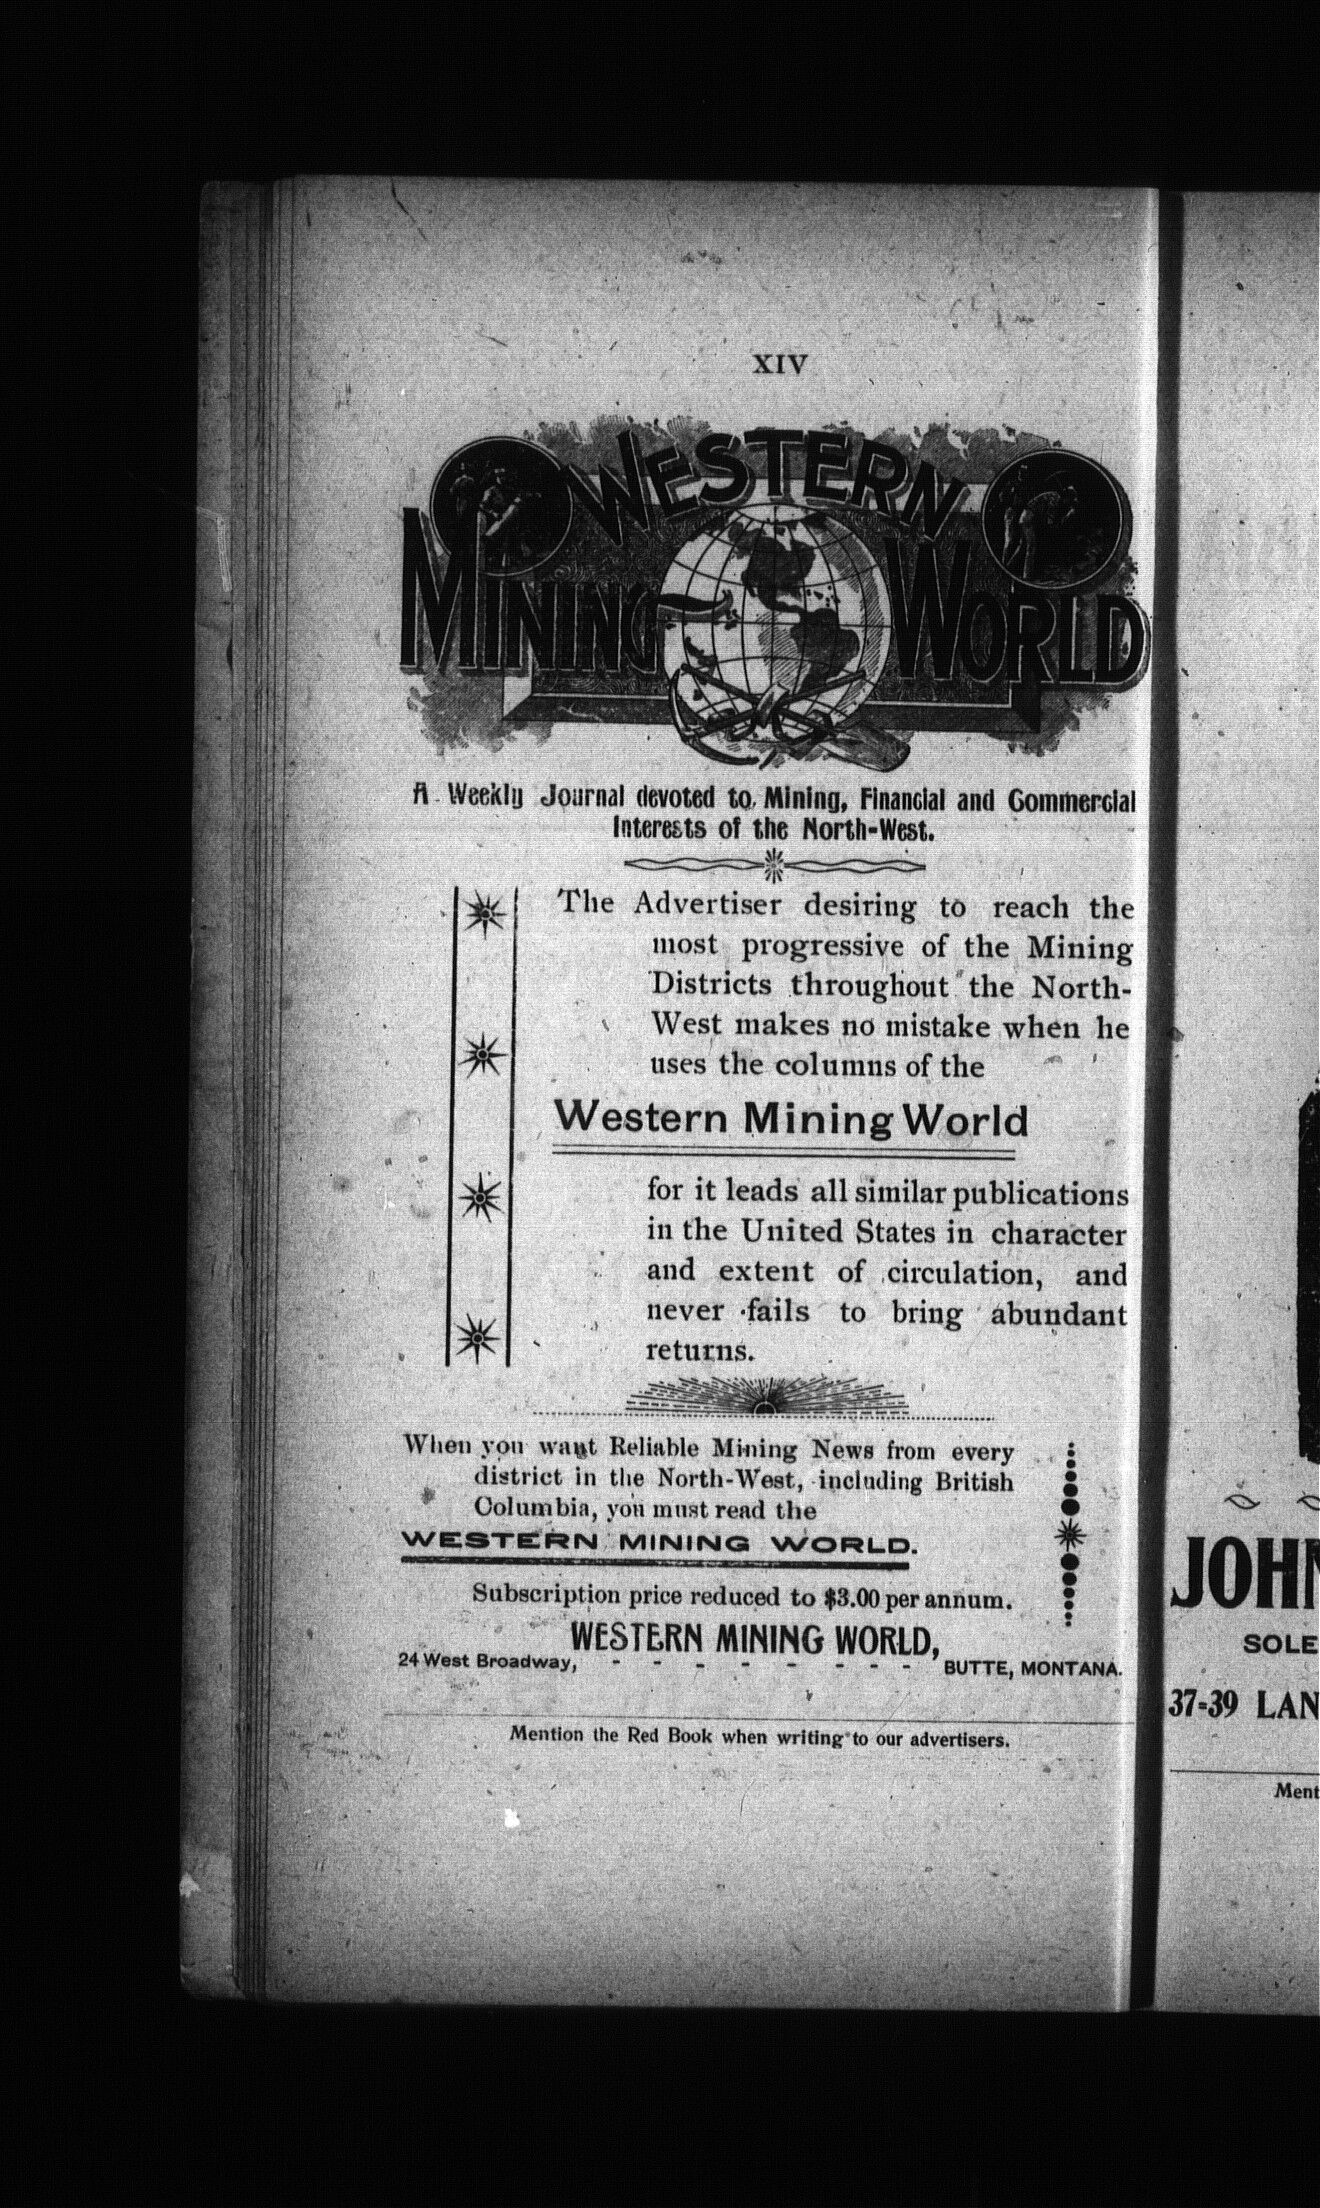 XIV
WESTERN
MINING WORLD
A Weekly Journal devoted to Mining, Financial and Commercial
Interests of the North-West.
The Advertiser desiring to reach the
most progressive of the Mining
Districts throughout the North-
West makes no mistake when he
uses the columns of the
Western Mining World
for it leads all similar publications
in the United States in character
and extent of circulation, and
never fails to bring abundant
returns.
When you want Reliable Mining News from every
district in the North-West, including British
Columbia, you must read the
WESTERN MINING WORLD.
Subscription price reduced to $3.00 per annum.
WESTERN MINING WORLD,
24 West Broadway, - - - - - - - - BUTTE, MONTANA.
Mention the Red Book when writing to our advertisers.
JOHN
SOLE
37-39 LAN
Ment